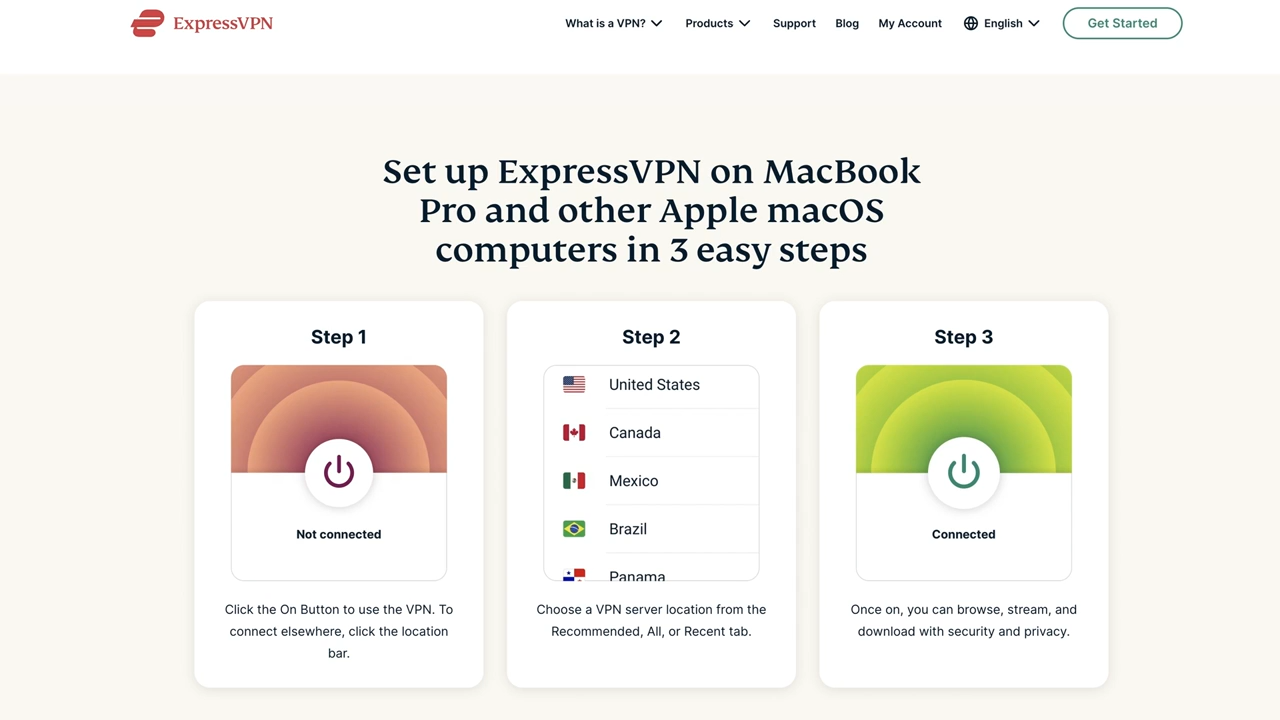 ExpressVPN
What is a VPN? Products Support Blog My Account English Get Started
Set up ExpressVPN on MacBook
Pro and other Apple macOS
computers in 3 easy steps
Step 1
Not connected
Click the On Button to use the VPN. To
connect elsewhere, click the location
bar.
Step 2
United States
Canada
Mexico
Brazil
Panama
Choose a VPN server location from the
Recommended, All, or Recent tab.
Step 3
Connected
Once on, you can browse, stream, and
download with security and privacy.